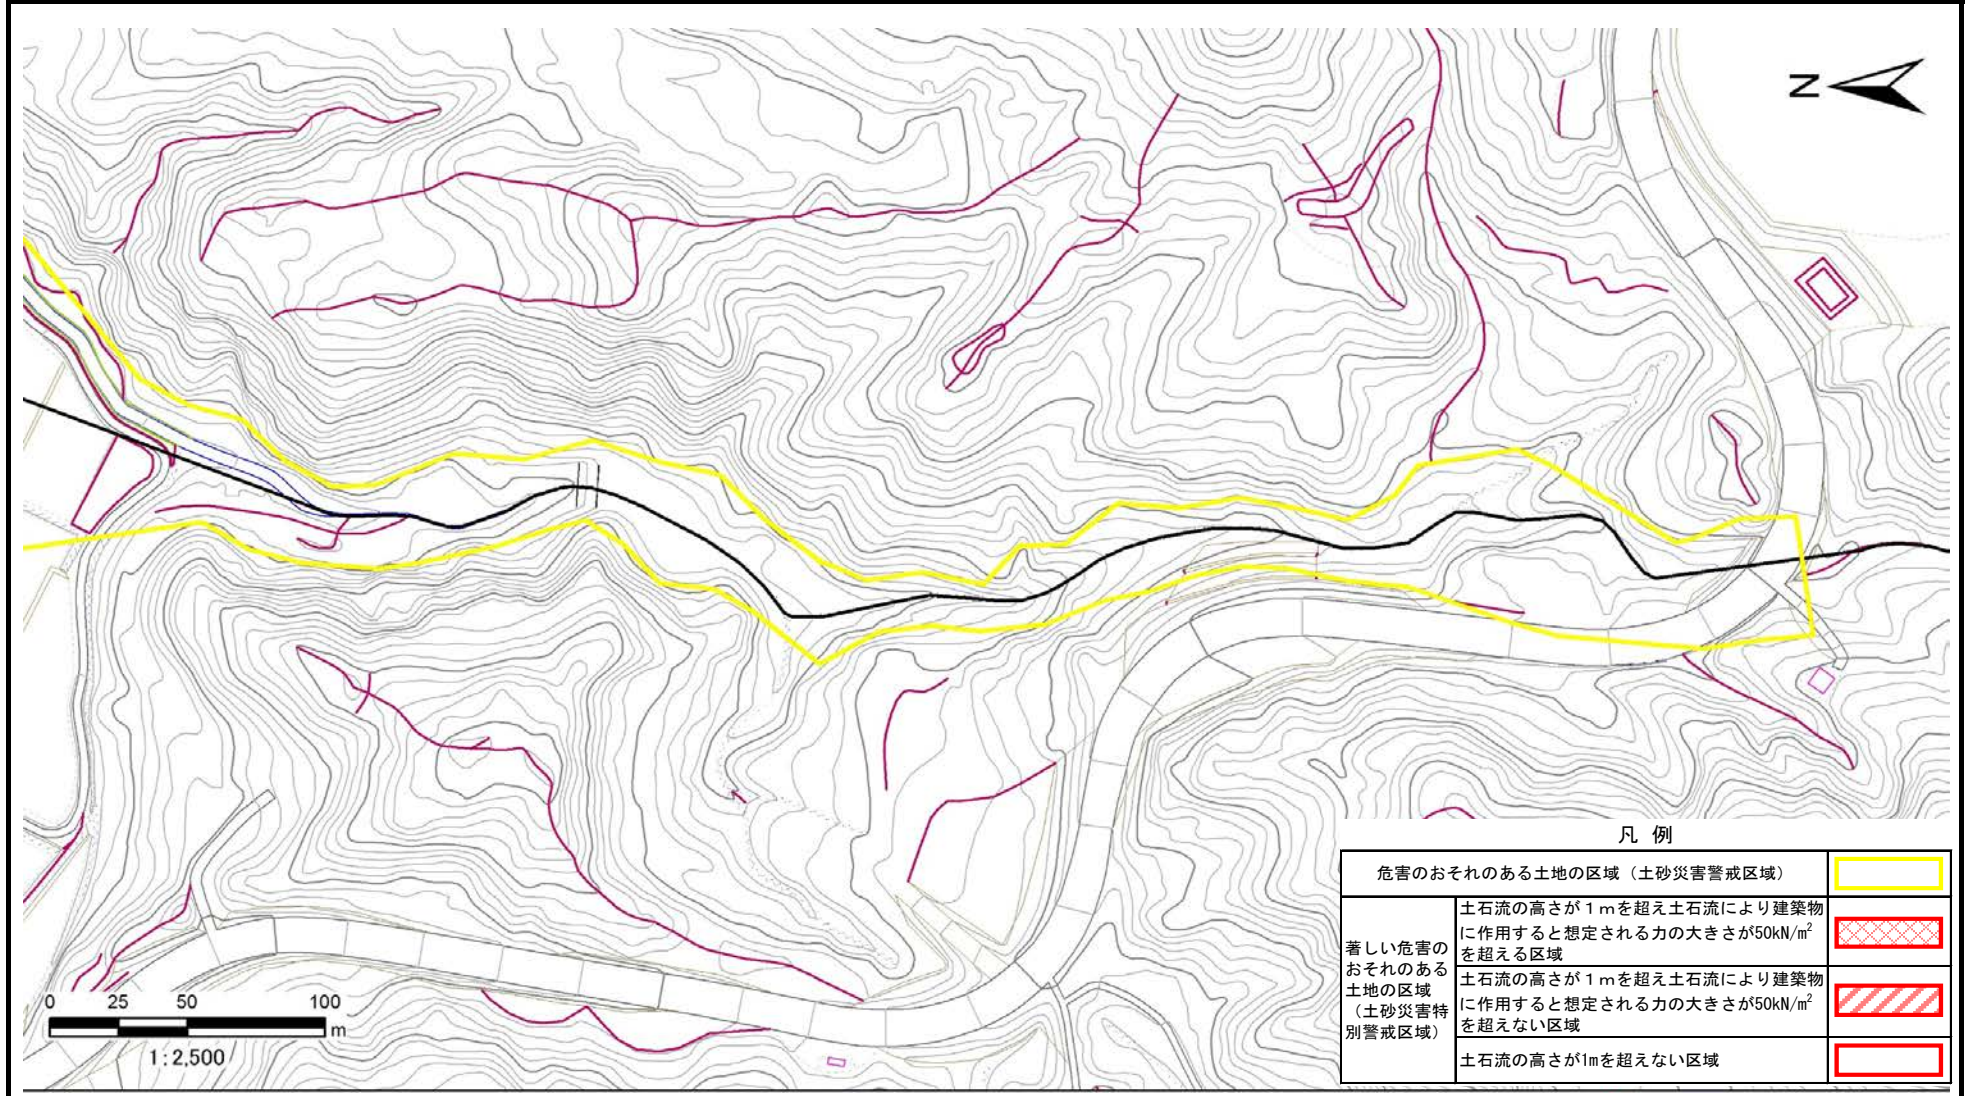 N
凡 例
危害のおそれのある土地の区域（土砂災害警戒区域）
著しい危害の
おそれのある
土地の区域
（土砂災害特
別警戒区域）
土石流の高さが１ｍを超え土石流により建築物
に作用すると想定される力の大きさが50kN/m²
を超える区域
土石流の高さが１ｍを超え土石流により建築物
に作用すると想定される力の大きさが50kN/m²
を超えない区域
土石流の高さが1mを超えない区域
0 25 50 100
m
1:2,500